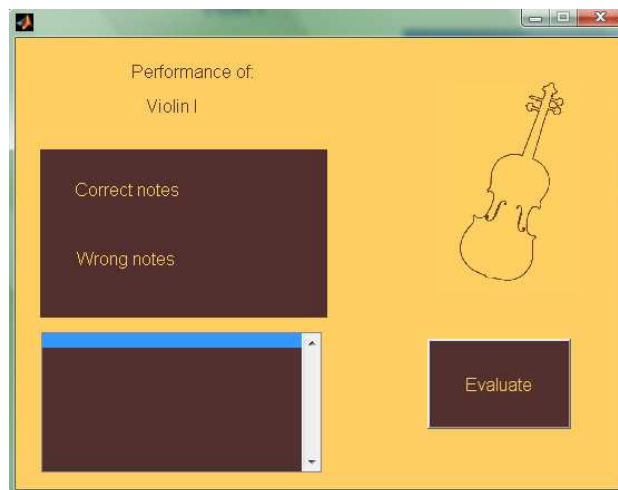 Performance of:
Violin I
Correct notes
Wrong notes
Evaluate